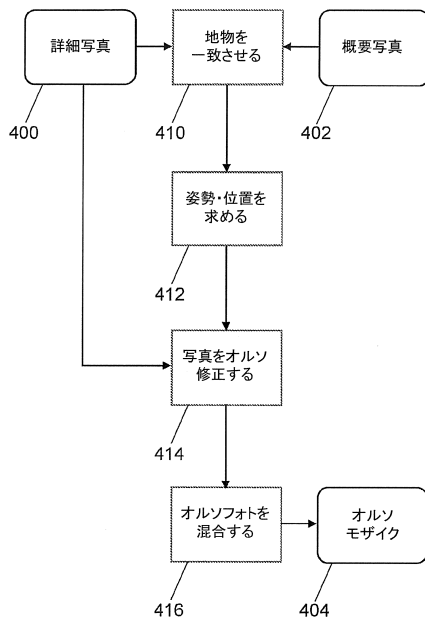 詳細写真
地物を
一致させる
概要写真
400
410
402
姿勢・位置を
求める
412
写真をオルソ
修正する
414
オルソフォトを
混合する
オルソ
モザイク
416
404